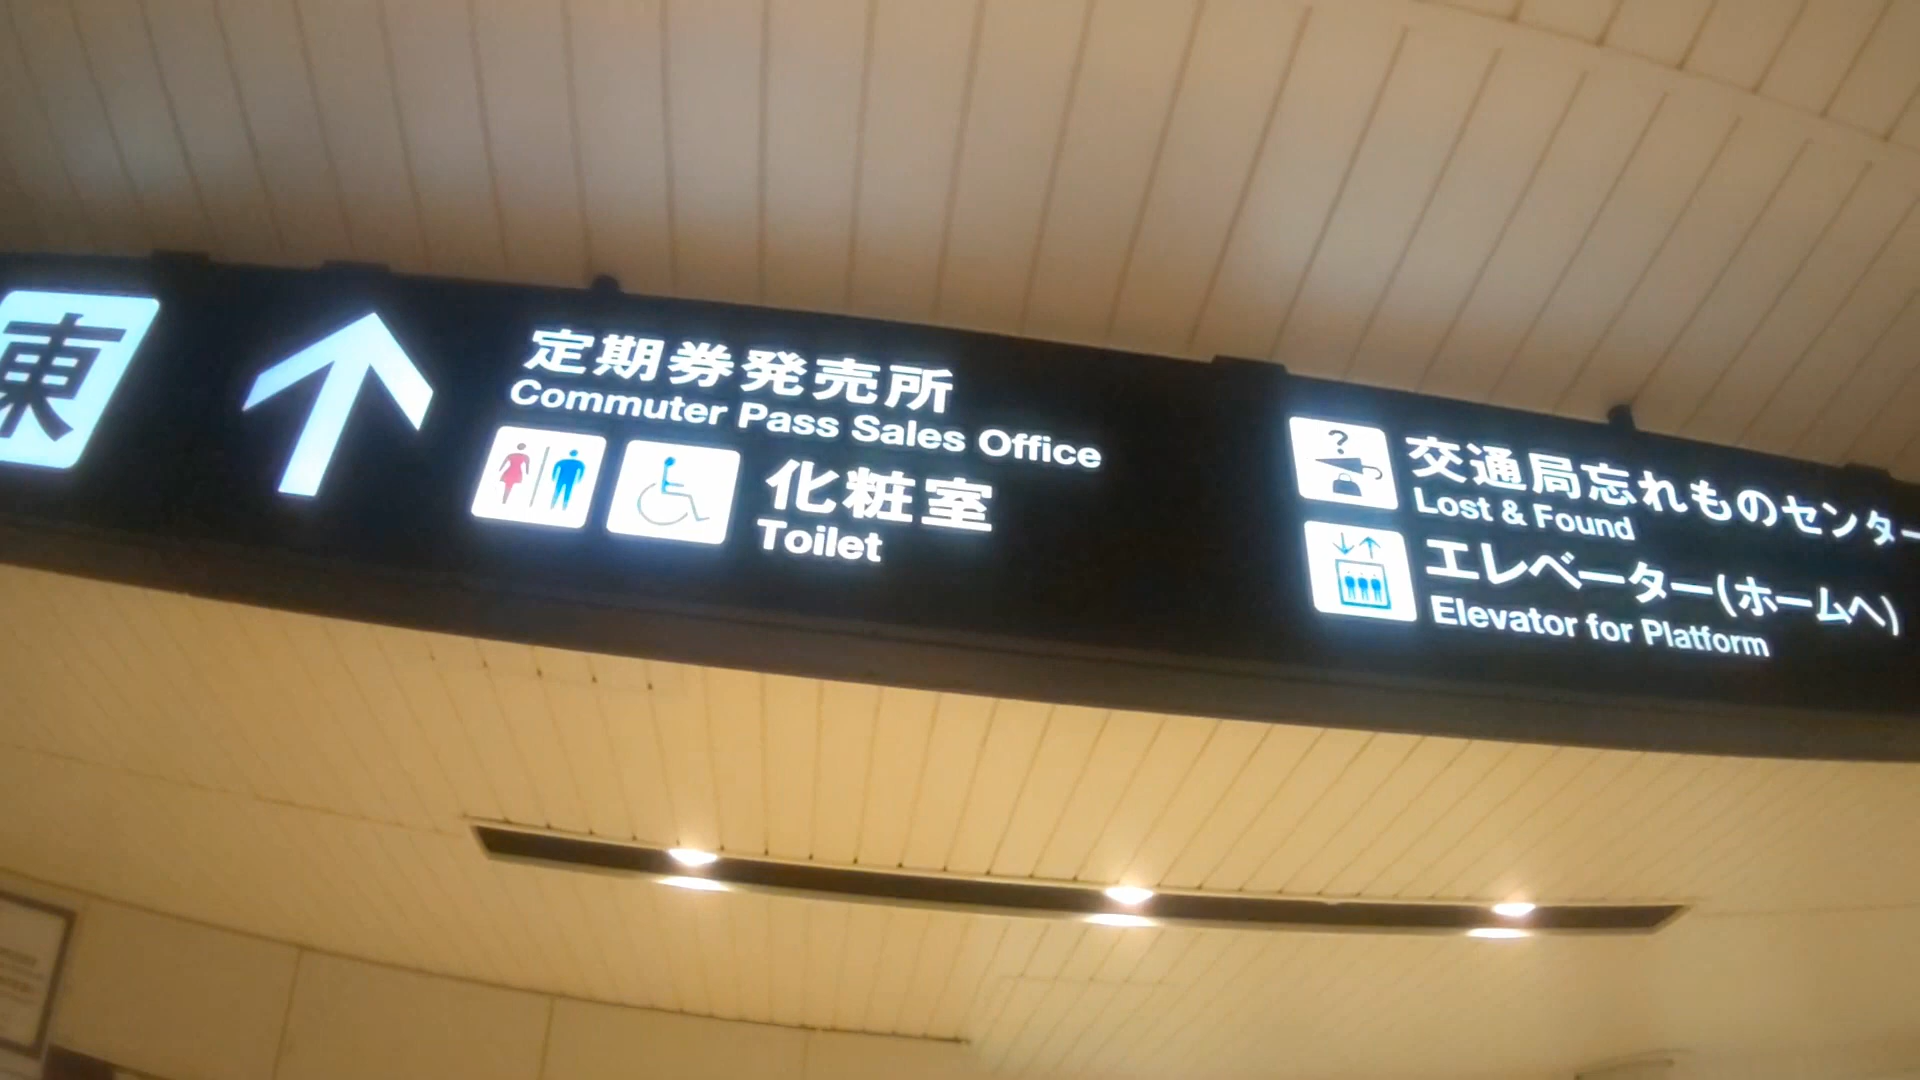 東
定期券発売所
Commuter Pass Sales Office
化粧室
Toilet
?
交通局忘れものセンター
Lost & Found
エレベーター(ホームへ)
Elevator for Platform